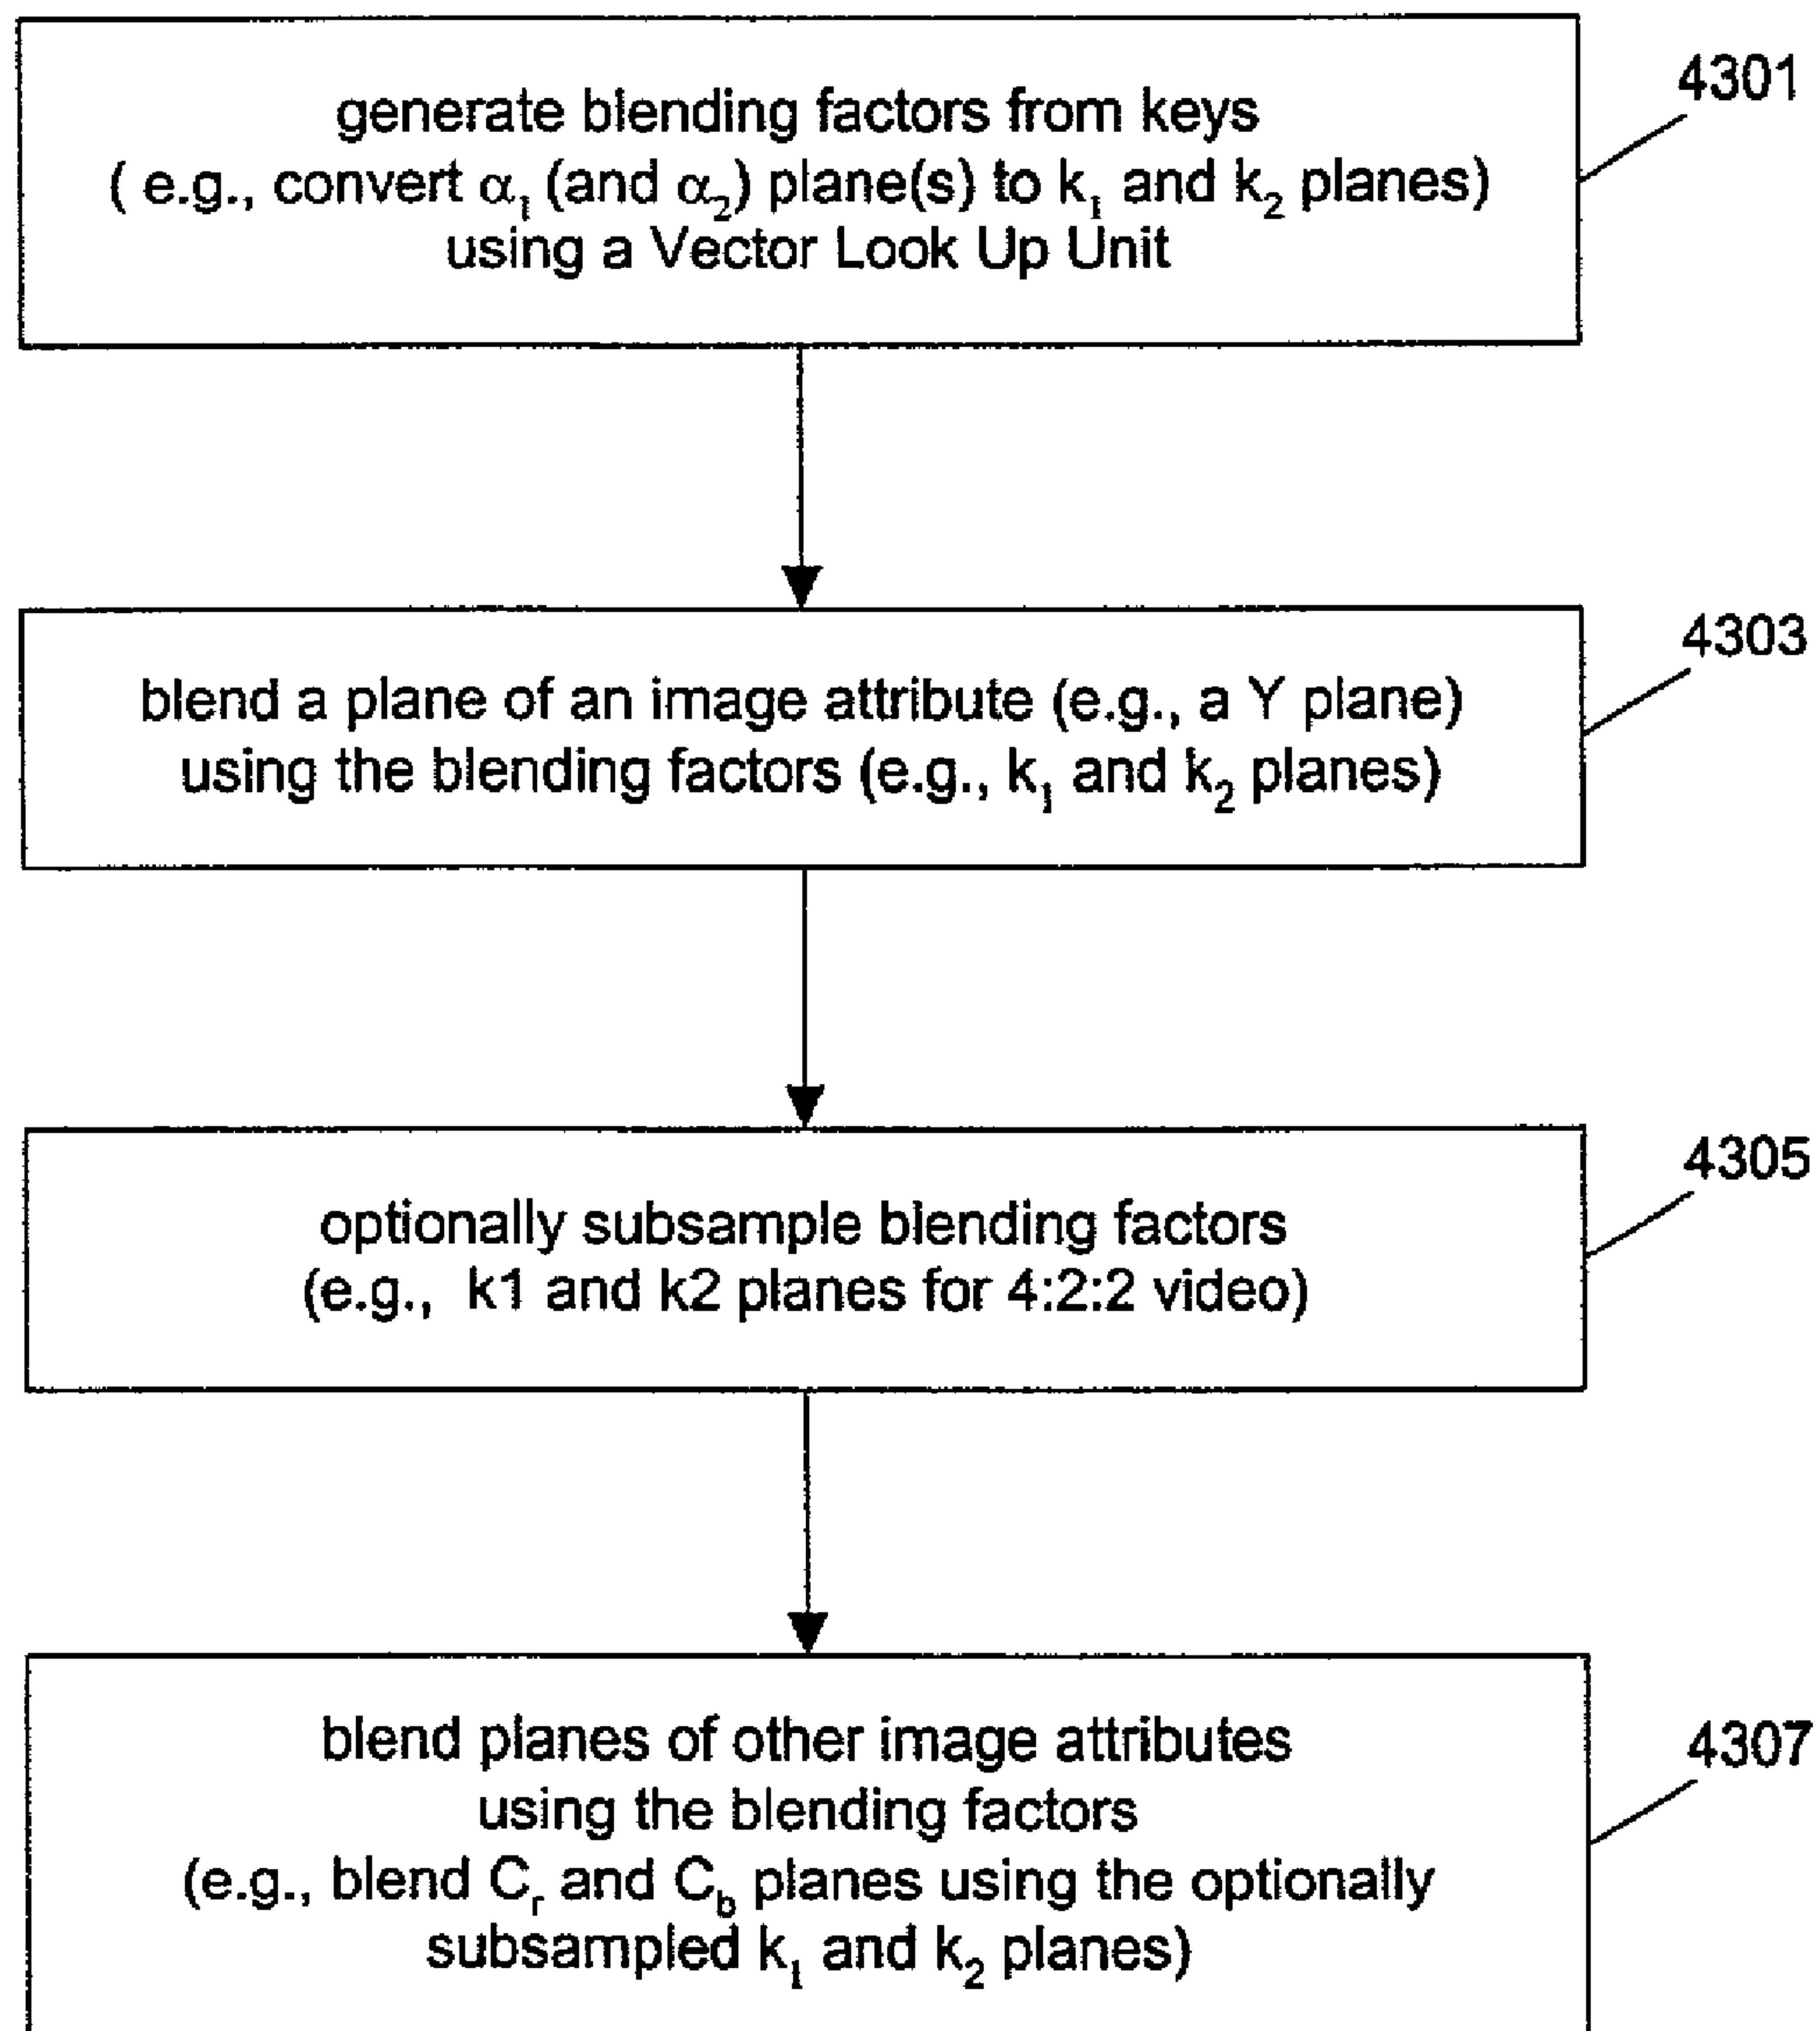 generate blending factors from keys
4301
( e.g., convert α₁ (and α₂) plane(s) to k₁ and k₂ planes)
using a Vector Look Up Unit
4303
blend a plane of an image attribute (e.g., a Y plane)
using the blending factors (e.g., k₁ and k₂ planes)
4305
optionally subsample blending factors
(e.g., k1 and k2 planes for 4:2:2 video)
4307
blend planes of other image attributes
using the blending factors
(e.g., blend Cᵣ and C_b planes using the optionally
subsampled k₁ and k₂ planes)